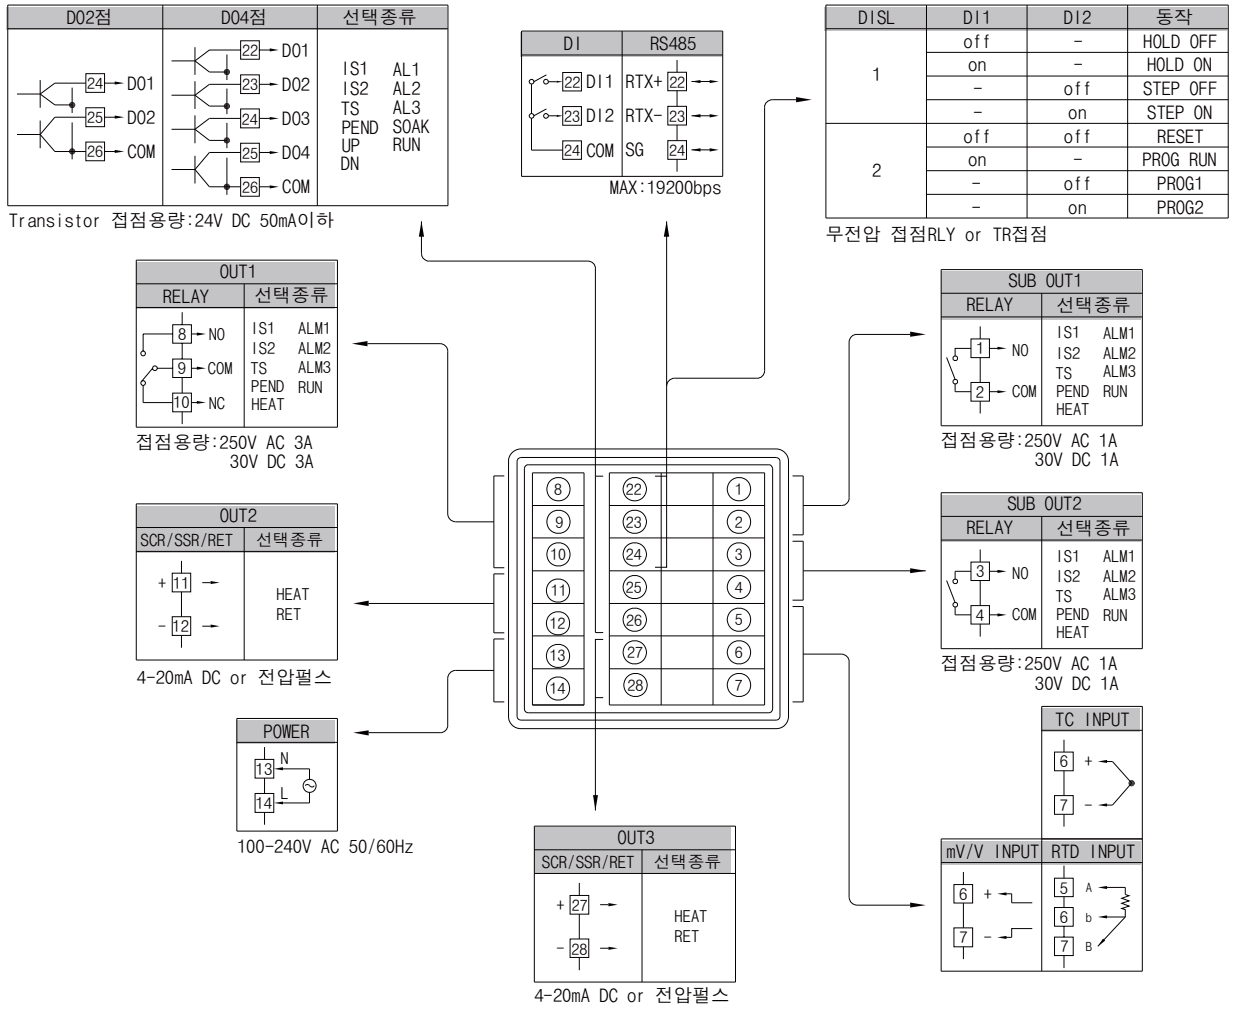 DO2점 DO4점 선택종류
24 DO1
25 DO2
26 COM
22 DO1
23 DO2
24 DO3
25 DO4
26 COM
IS1 AL1
IS2 AL2
TS AL3
PEND SOAK
UP RUN
DN
Transistor 접점용량:24V DC 50mA이하
DI RS485
22 DI1 RTX+ 22
23 DI2 RTX- 23
24 COM SG 24
MAX:19200bps
DISL DI1 DI2 동작
1 off - HOLD OFF
on - HOLD ON
- off STEP OFF
- on STEP ON
2 off off RESET
on - PROG RUN
- off PROG1
- on PROG2
무전압 접점RLY or TR접점
OUT1
RELAY 선택종류
8 NO
9 COM
10 NC
IS1 ALM1
IS2 ALM2
TS ALM3
PEND RUN
HEAT
접점용량:250V AC 3A
30V DC 3A
SUB OUT1
RELAY 선택종류
1 NO
2 COM
IS1 ALM1
IS2 ALM2
TS ALM3
PEND RUN
HEAT
접점용량:250V AC 1A
30V DC 1A
8 22 1
9 23 2
10 24 3
11 25 4
12 26 5
13 27 6
14 28 7
OUT2
SCR/SSR/RET 선택종류
+ 11
- 12
HEAT
RET
4-20mA DC or 전압펄스
SUB OUT2
RELAY 선택종류
3 NO
4 COM
IS1 ALM1
IS2 ALM2
TS ALM3
PEND RUN
HEAT
접점용량:250V AC 1A
30V DC 1A
POWER
13 N
14 L
100-240V AC 50/60Hz
OUT3
SCR/SSR/RET 선택종류
+ 27
- 28
HEAT
RET
4-20mA DC or 전압펄스
TC INPUT
6 +
7 -
mV/V INPUT RTD INPUT
6 +
7 -
5 A
6 b
7 B